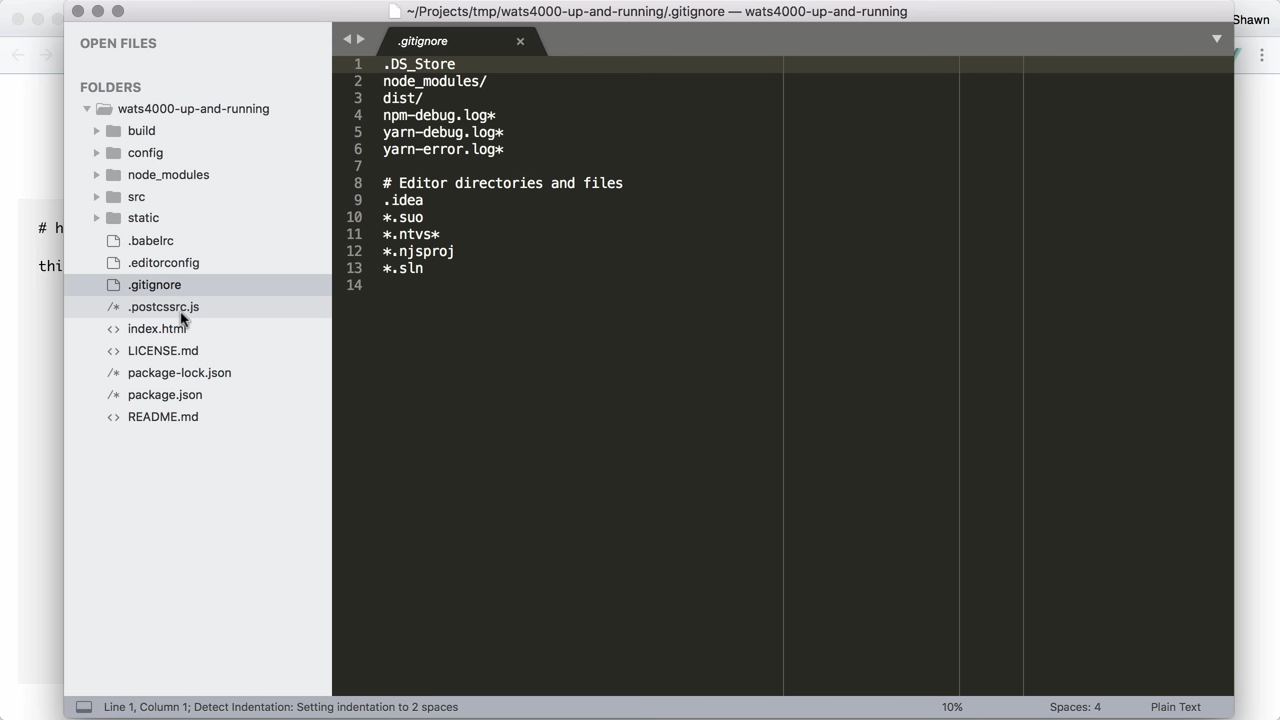 ~/Projects/tmp/wats4000-up-and-running/.gitignore — wats4000-up-and-running
Shawn
OPEN FILES
FOLDERS
wats4000-up-and-running
build
config
node_modules
src
static
.babelrc
.editorconfig
.gitignore
.postcssrc.js
index.html
LICENSE.md
package-lock.json
package.json
README.md
# h
thi
.gitignore
1 .DS_Store
2 node_modules/
3 dist/
4 npm-debug.log*
5 yarn-debug.log*
6 yarn-error.log*
7
8 # Editor directories and files
9 .idea
10 *.suo
11 *.ntvs*
12 *.njsproj
13 *.sln
14
Line 1, Column 1; Detect Indentation: Setting indentation to 2 spaces
10%
Spaces: 4
Plain Text